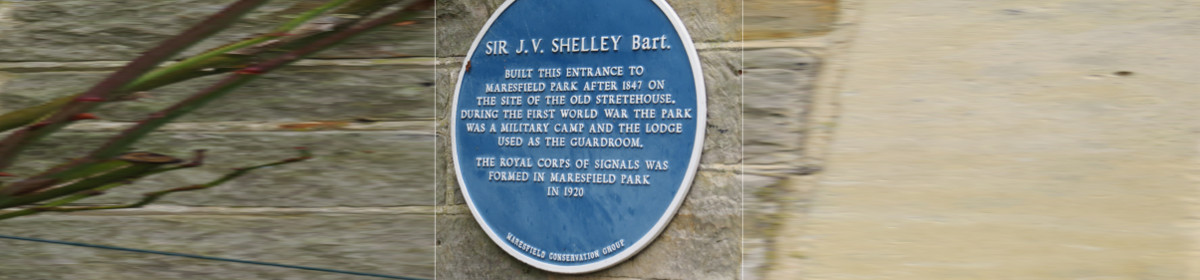 SIR J.V. SHELLEY Bart.
BUILT THIS ENTRANCE TO
MARESFIELD PARK AFTER 1847 ON
THE SITE OF THE OLD STRETEHOUSE.
DURING THE FIRST WORLD WAR THE PARK
WAS A MILITARY CAMP AND THE LODGE
USED AS THE GUARDROOM.
THE ROYAL CORPS OF SIGNALS WAS
FORMED IN MARESFIELD PARK
IN 1920
MARESFIELD CONSERVATION GROUP